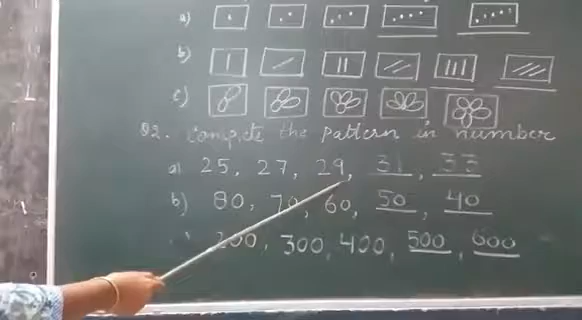 a)
b)
c)
Q2. Complete the pattern in number
a) 25, 27, 29, 31, 33
b) 80, 70, 60, 50, 40
200, 300, 400, 500, 600